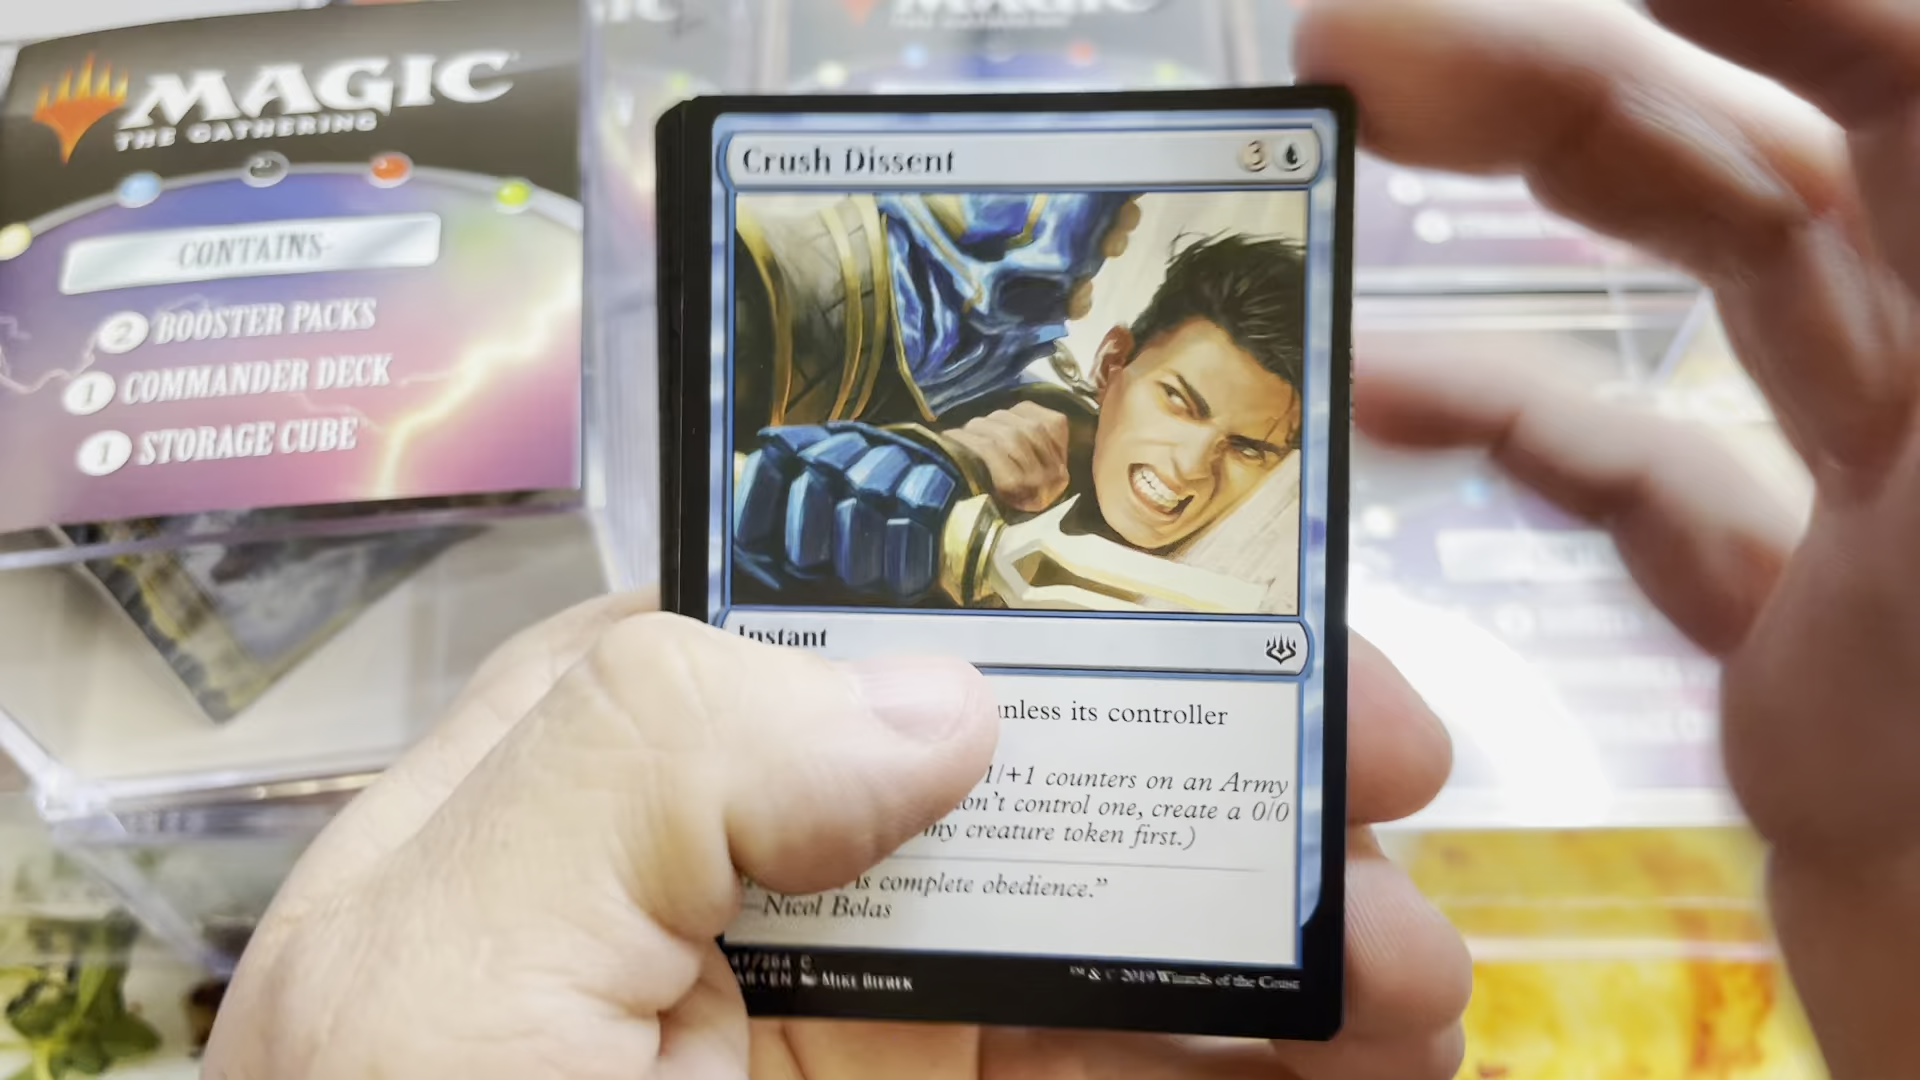 MAGIC
THE GATHERING
CONTAINS
2 BOOSTER PACKS
1 COMMANDER DECK
1 STORAGE CUBE
Crush Dissent
3
Instant
unless its controller
1/+1 counters on an Army
on't control one, create a 0/0
my creature token first.)
is complete obedience.”
—Nicol Bolas
/264 C
EN MIKE BIEREK
™ & © 2019 Wizards of the Coast